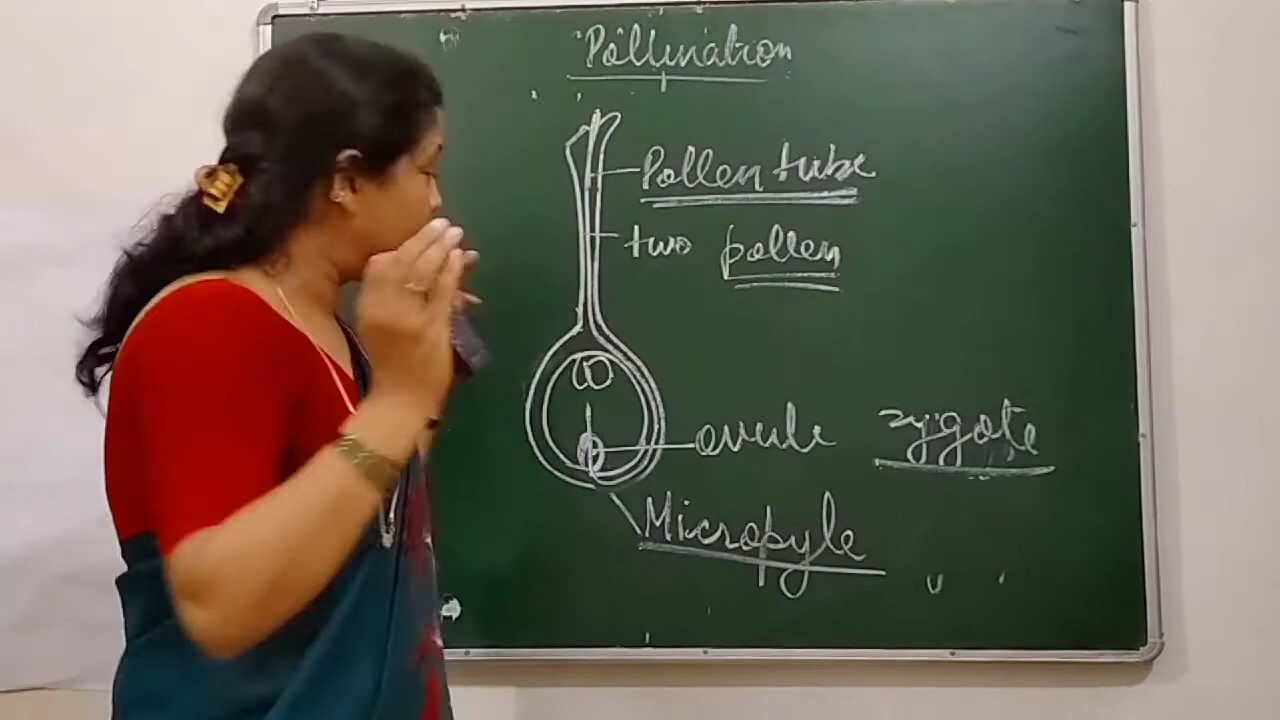 Pollination
Pollen tube
two pollen
ovule zygote
Micropyle